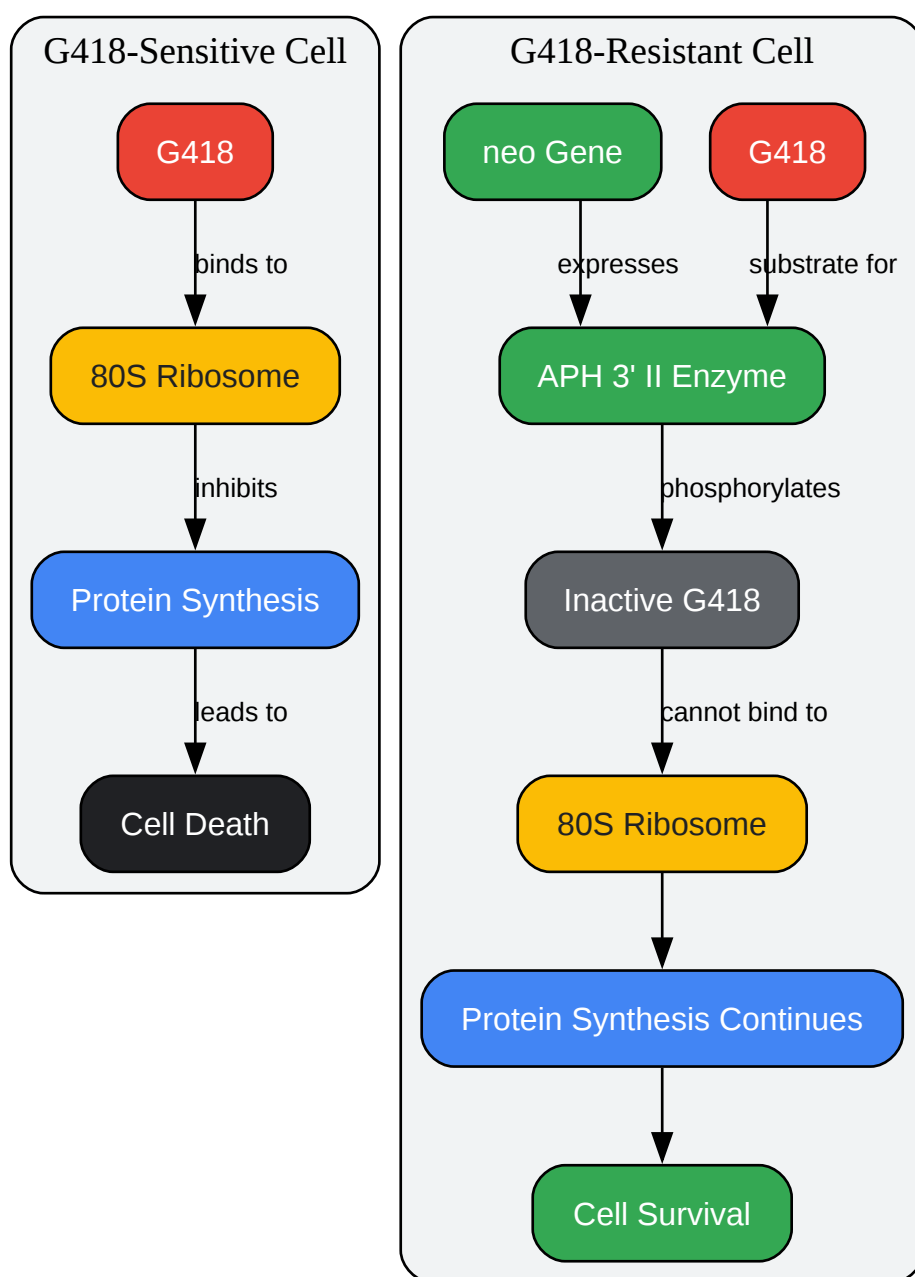 G418-Sensitive Cell
G418
binds to
80S Ribosome
inhibits
Protein Synthesis
leads to
Cell Death
G418-Resistant Cell
neo Gene
G418
expresses
substrate for
APH 3' II Enzyme
phosphorylates
Inactive G418
cannot bind to
80S Ribosome
Protein Synthesis Continues
Cell Survival